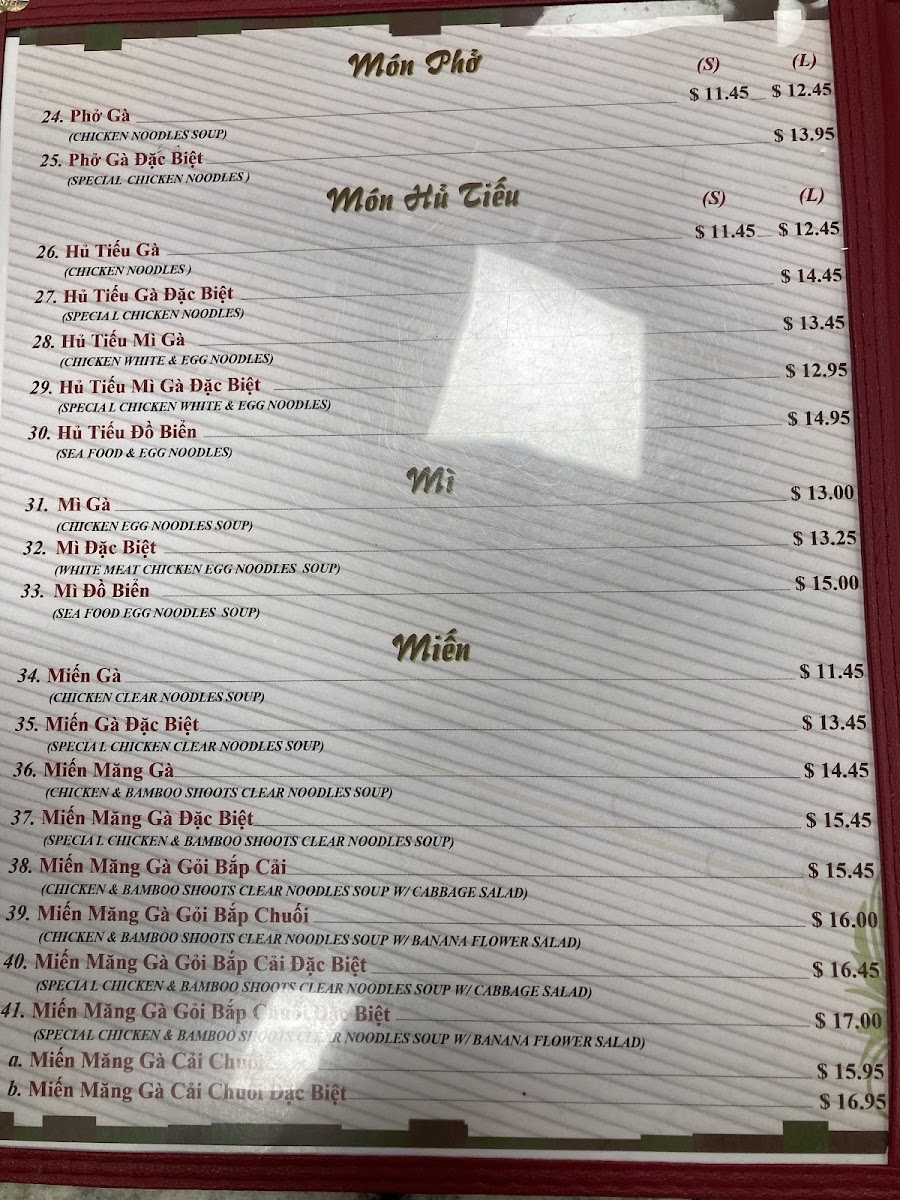 Món Phở (S) (L)
24. Phở Gà $ 11.45 $ 12.45
(CHICKEN NOODLES SOUP)
25. Phở Gà Đặc Biệt $ 13.95
(SPECIAL CHICKEN NOODLES )
Món Hủ Tiếu (S) (L)
26. Hủ Tiếu Gà $ 11.45 $ 12.45
(CHICKEN NOODLES )
27. Hủ Tiếu Gà Đặc Biệt $ 14.45
(SPECIAL CHICKEN NOODLES)
28. Hủ Tiếu Mì Gà $ 13.45
(CHICKEN WHITE & EGG NOODLES)
29. Hủ Tiếu Mì Gà Đặc Biệt $ 12.95
(SPECIAL CHICKEN WHITE & EGG NOODLES)
30. Hủ Tiếu Đồ Biển $ 14.95
(SEA FOOD & EGG NOODLES)
Mì
31. Mì Gà $ 13.00
(CHICKEN EGG NOODLES SOUP)
32. Mì Đặc Biệt $ 13.25
(WHITE MEAT CHICKEN EGG NOODLES SOUP)
33. Mì Đồ Biển $ 15.00
(SEA FOOD EGG NOODLES SOUP)
Miến
34. Miến Gà $ 11.45
(CHICKEN CLEAR NOODLES SOUP)
35. Miến Gà Đặc Biệt $ 13.45
(SPECIAL CHICKEN CLEAR NOODLES SOUP)
36. Miến Măng Gà $ 14.45
(CHICKEN & BAMBOO SHOOTS CLEAR NOODLES SOUP)
37. Miến Măng Gà Đặc Biệt $ 15.45
(SPECIAL CHICKEN & BAMBOO SHOOTS CLEAR NOODLES SOUP)
38. Miến Măng Gà Gỏi Bắp Cải $ 15.45
(CHICKEN & BAMBOO SHOOTS CLEAR NOODLES SOUP W/ CABBAGE SALAD)
39. Miến Măng Gà Gỏi Bắp Chuối $ 16.00
(CHICKEN & BAMBOO SHOOTS CLEAR NOODLES SOUP W/ BANANA FLOWER SALAD)
40. Miến Măng Gà Gỏi Bắp Cải Đặc Biệt $ 16.45
(SPECIAL CHICKEN & BAMBOO SHOOTS CLEAR NOODLES SOUP W/ CABBAGE SALAD)
41. Miến Măng Gà Gỏi Bắp Chuối Đặc Biệt $ 17.00
(SPECIAL CHICKEN & BAMBOO SHOOTS CLEAR NOODLES SOUP W/ BANANA FLOWER SALAD)
a. Miến Măng Gà Cải Chuối $ 15.95
b. Miến Măng Gà Cải Chuối Đặc Biệt $ 16.95